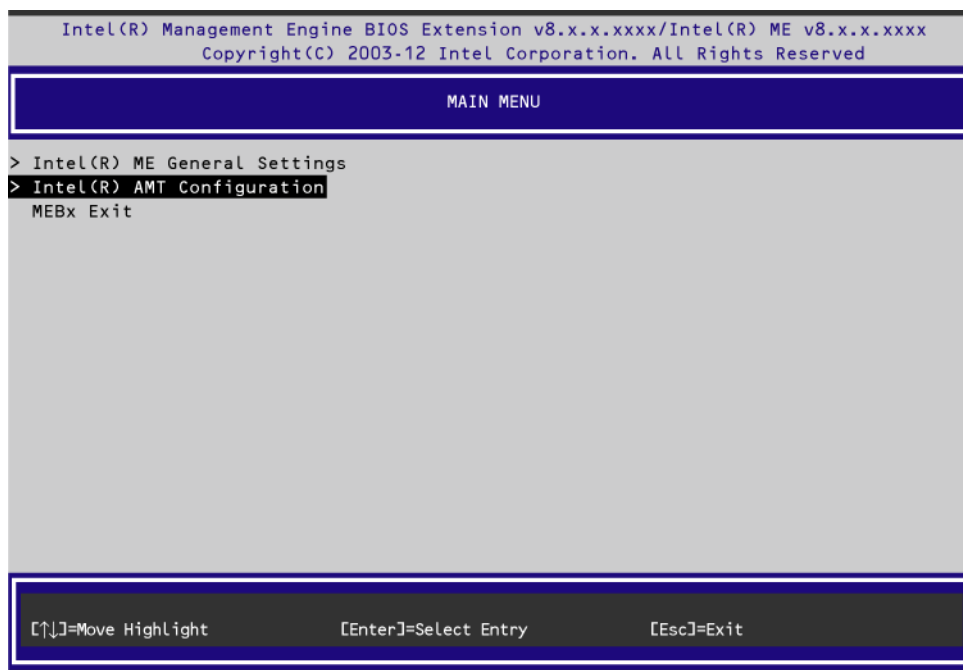 Intel(R) Management Engine BIOS Extension v8.x.x.xxxx/Intel(R) ME v8.x.x.xxxx
Copyright(C) 2003-12 Intel Corporation. All Rights Reserved
MAIN MENU
> Intel(R) ME General Settings
> Intel(R) AMT Configuration
MEBx Exit
[↑↓]=Move Highlight [Enter]=Select Entry [Esc]=Exit